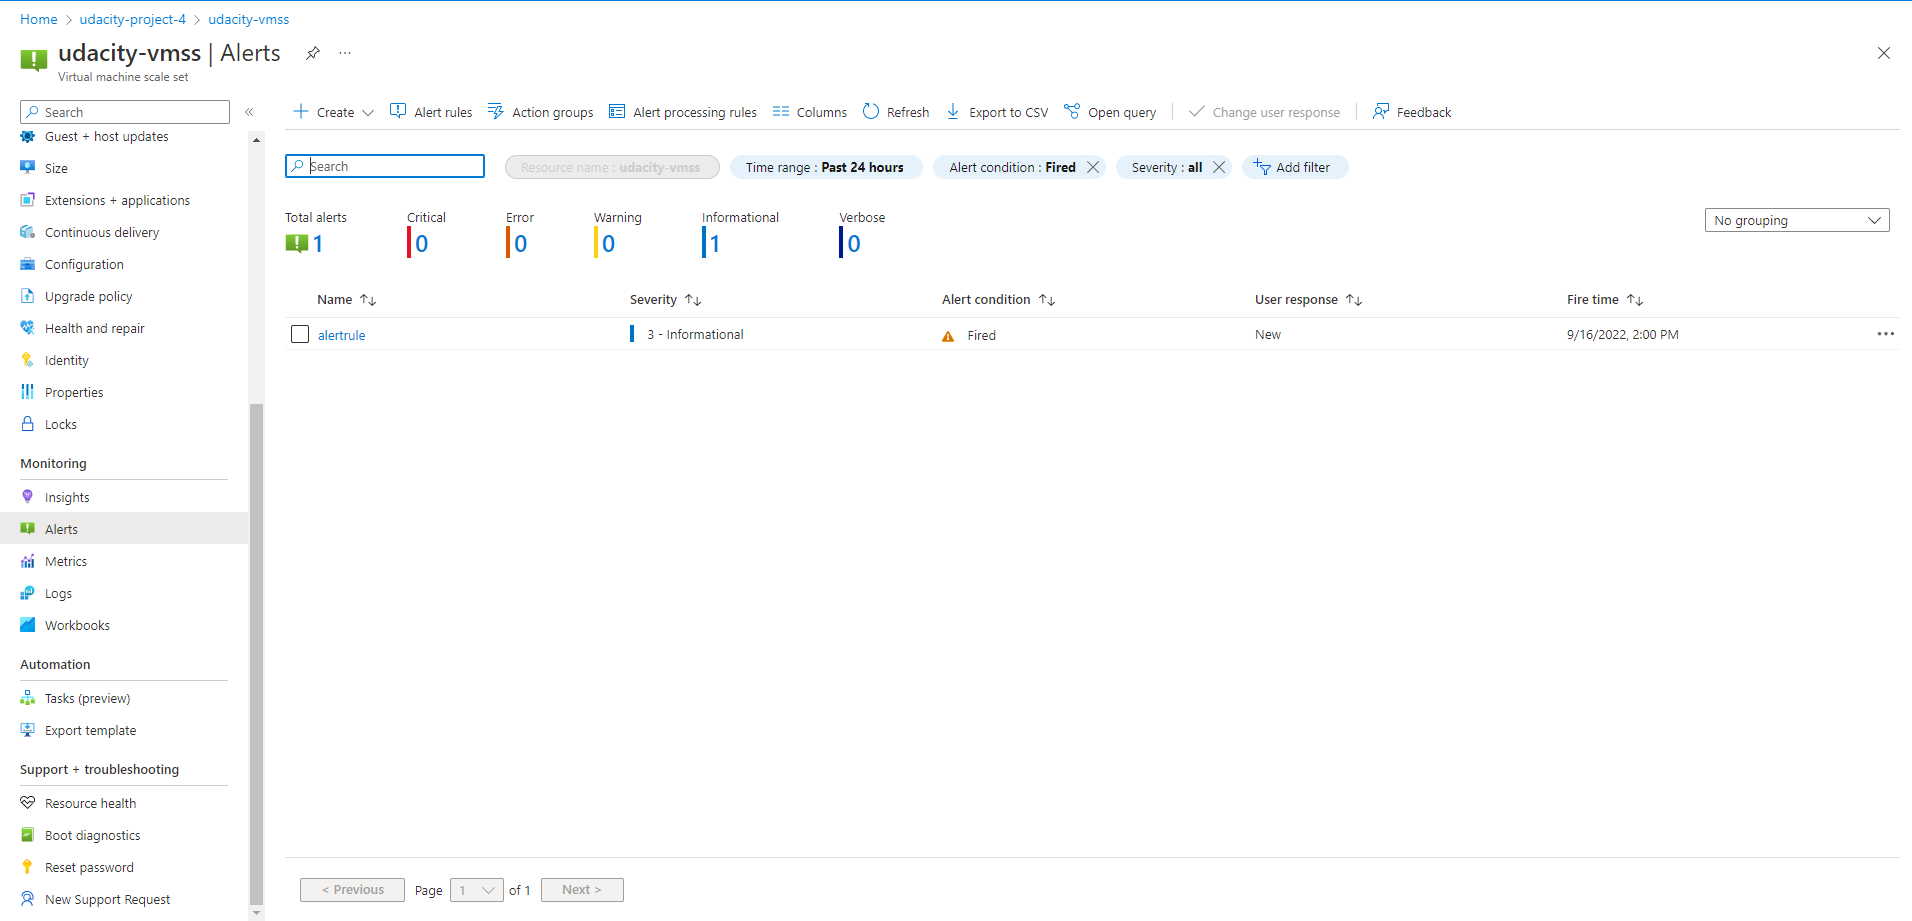 Home > udacity-project-4 > udacity-vmss
udacity-vmss | Alerts ...
Virtual machine scale set
Search «
Guest + host updates
Size
Extensions + applications
Continuous delivery
Configuration
Upgrade policy
Health and repair
Identity
Properties
Locks
Monitoring
Insights
Alerts
Metrics
Logs
Workbooks
Automation
Tasks (preview)
Export template
Support + troubleshooting
Resource health
Boot diagnostics
Reset password
New Support Request
Create Alert rules Action groups Alert processing rules Columns Refresh Export to CSV Open query Change user response Feedback
Search Resource name : udacity-vmss Time range : Past 24 hours Alert condition : Fired Severity : all Add filter
Total alerts Critical Error Warning Informational Verbose
1 0 0 0 1 0
No grouping
Name Severity Alert condition User response Fire time
alertrule 3 - Informational Fired New 9/16/2022, 2:00 PM ...
< Previous Page 1 of 1 Next >